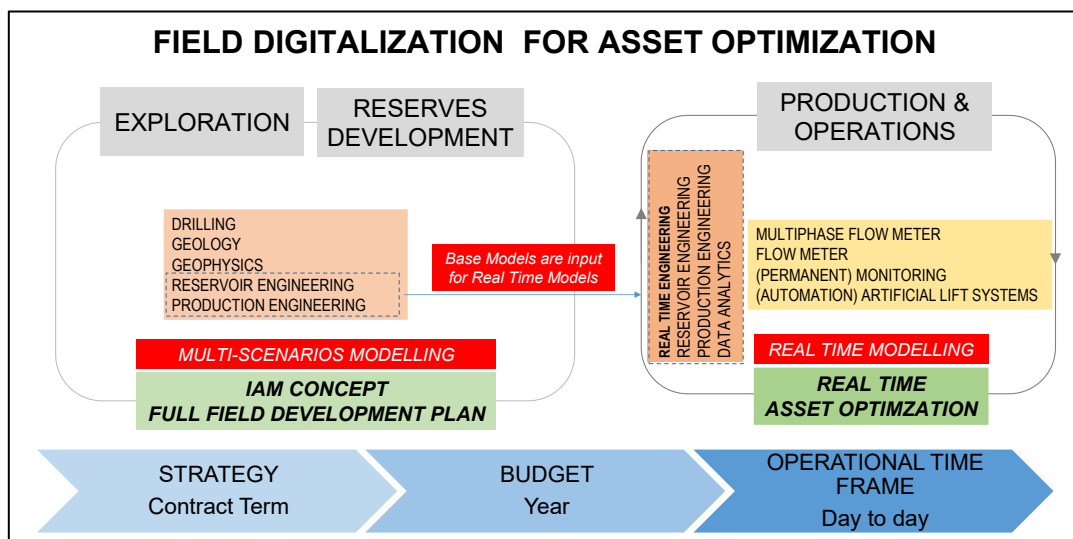 FIELD DIGITALIZATION FOR ASSET OPTIMIZATION
EXPLORATION
RESERVES
DEVELOPMENT
PRODUCTION &
OPERATIONS
DRILLING
GEOLOGY
GEOPHYSICS
RESERVOIR ENGINEERING
PRODUCTION ENGINEERING
Base Models are input
for Real Time Models
REAL TIME ENGINEERING
RESERVOIR ENGINEERING
PRODUCTION ENGINEERING
DATA ANALYTICS
MULTIPHASE FLOW METER
FLOW METER
(PERMANENT) MONITORING
(AUTOMATION) ARTIFICIAL LIFT SYSTEMS
MULTI-SCENARIOS MODELLING
IAM CONCEPT
FULL FIELD DEVELOPMENT PLAN
REAL TIME MODELLING
REAL TIME
ASSET OPTIMZATION
STRATEGY
Contract Term
BUDGET
Year
OPERATIONAL TIME
FRAME
Day to day